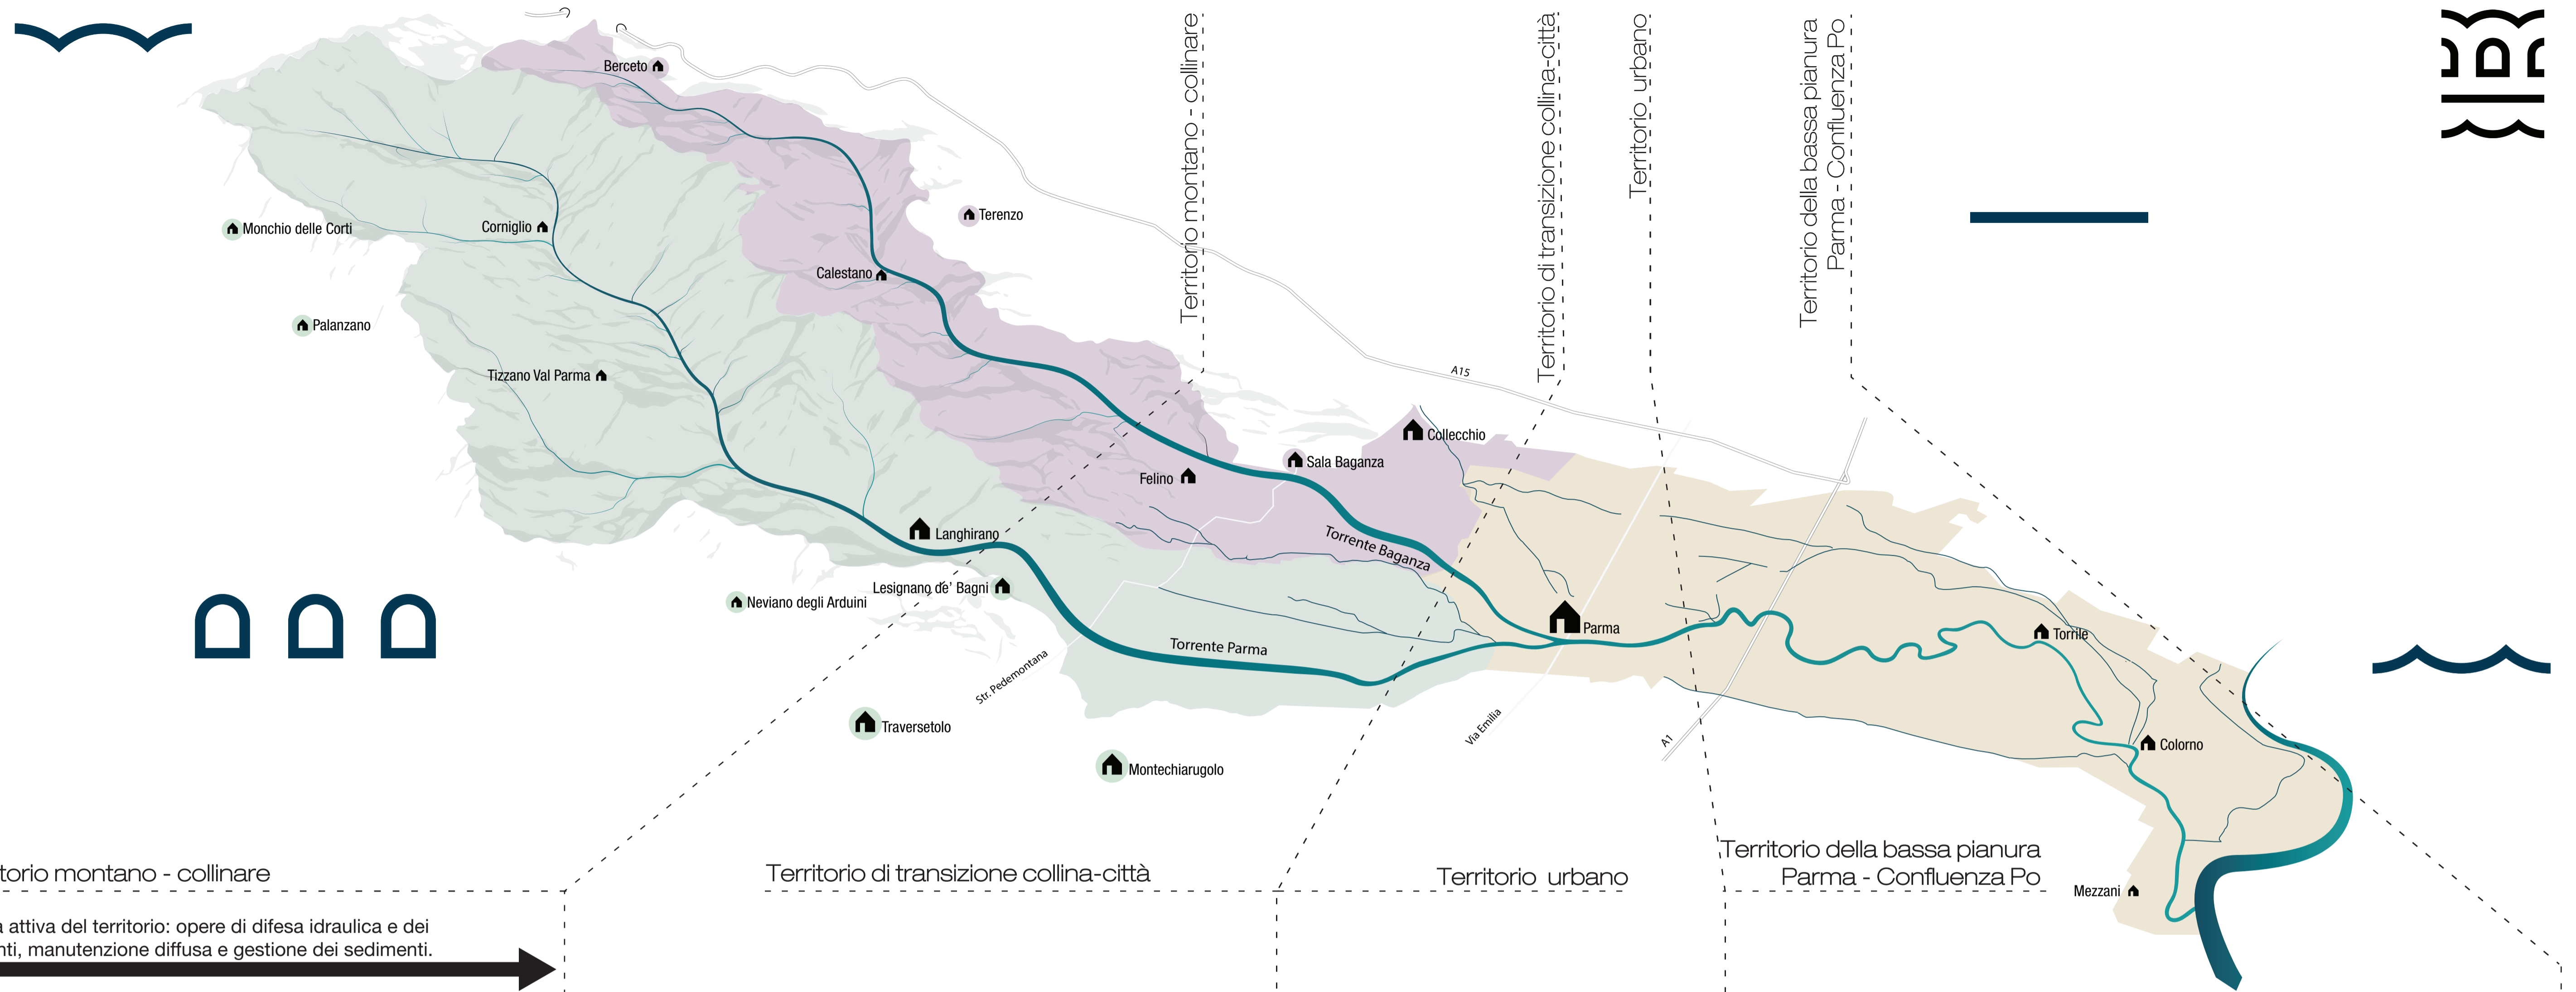 Territorio montano - collinare
Territorio di transizione collina-città
Territorio urbano
Territorio della bassa pianura
Parma - Confluenza Po
Berceto
Terenzo
Monchio delle Corti
Corniglio
Calestano
Palanzano
Tizzano Val Parma
A15
Collecchio
Sala Baganza
Felino
Langhirano
Torrente Baganza
Lesignano de' Bagni
Neviano degli Arduini
Parma
Torrile
Torrente Parma
Str. Pedemontana
Traversetolo
Via Emilia
A1
Colorno
Montechiarugolo
torio montano - collinare
Territorio di transizione collina-città
Territorio urbano
Territorio della bassa pianura
Parma - Confluenza Po
Mezzani
a attiva del territorio: opere di difesa idraulica e dei
nti, manutenzione diffusa e gestione dei sedimenti.